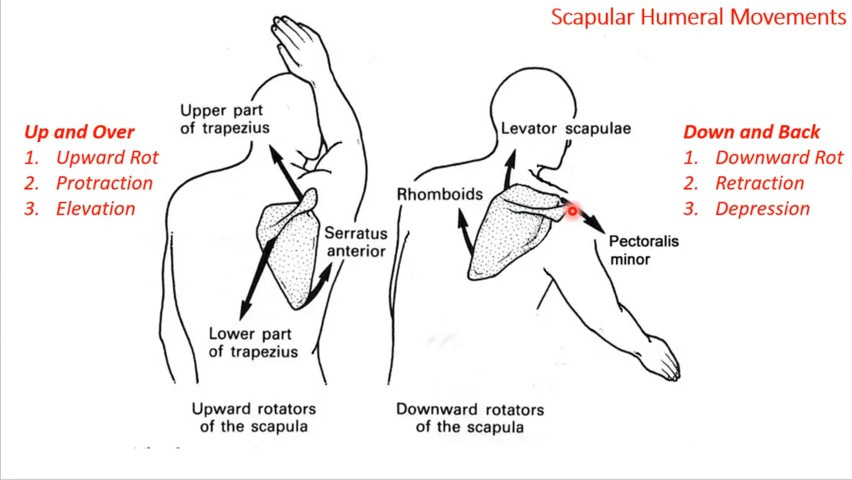 Scapular Humeral Movements
Up and Over
1. Upward Rot
2. Protraction
3. Elevation
Upper part
of trapezius
Serratus
anterior
Lower part
of trapezius
Upward rotators
of the scapula
Levator scapulae
Rhomboids
Pectoralis
minor
Downward rotators
of the scapula
Down and Back
1. Downward Rot
2. Retraction
3. Depression